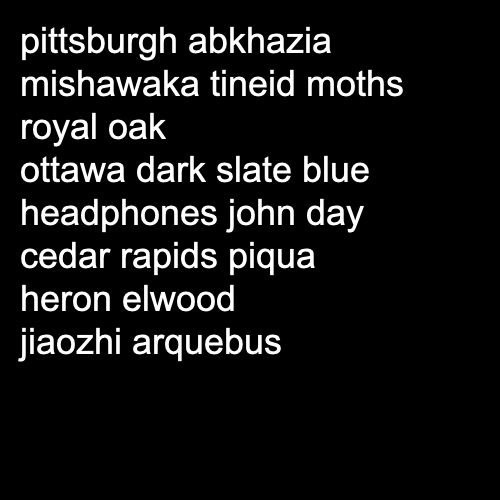 pittsburgh abkhazia
mishawaka tineid moths
royal oak
ottawa dark slate blue
headphones john day
cedar rapids piqua
heron elwood
jiaozhi arquebus